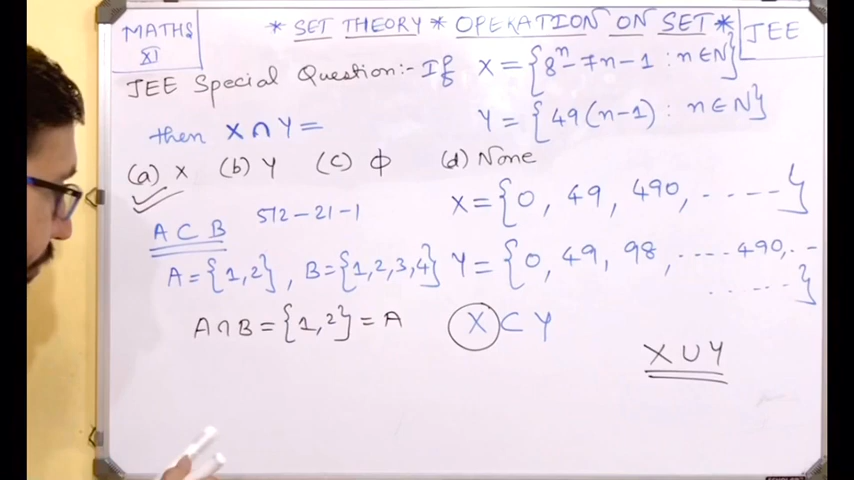 MATHS
XI
* SET THEORY * OPERATION ON SET *
JEE
JEE Special Question:- If X = {8ⁿ - 7n - 1 : n ∈ N}
Y = {49(n-1) : n ∈ N}
then X ∩ Y =
(a) X (b) Y (c) ϕ (d) None
X = {0, 49, 490, -----}
A ⊂ B 512-21-1
A = {1,2}, B = {1,2,3,4}
Y = {0, 49, 98, .....490, . - ......}
A∩B = {1,2} = A
X ⊂ Y
X ∪ Y